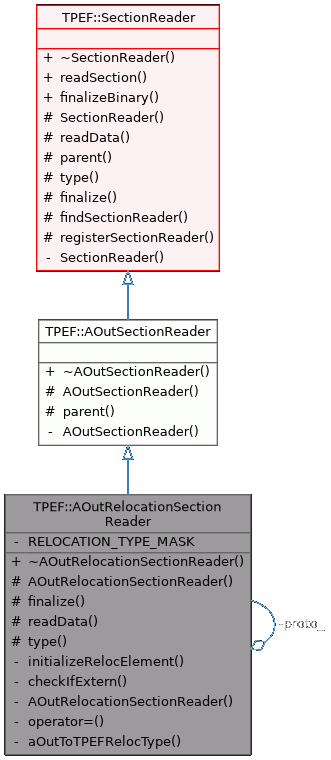 TPEF::SectionReader
+ ~SectionReader()
+ readSection()
+ finalizeBinary()
# SectionReader()
# readData()
# parent()
# type()
# finalize()
# findSectionReader()
# registerSectionReader()
- SectionReader()
TPEF::AOutSectionReader
+ ~AOutSectionReader()
# AOutSectionReader()
# parent()
- AOutSectionReader()
TPEF::AOutRelocationSection
Reader
- RELOCATION_TYPE_MASK
+ ~AOutRelocationSectionReader()
# AOutRelocationSectionReader()
# finalize()
# readData()
# type()
- initializeRelocElement()
- checkIfExtern()
- AOutRelocationSectionReader()
- operator=()
- aOutToTPEFRelocType()
-proto_